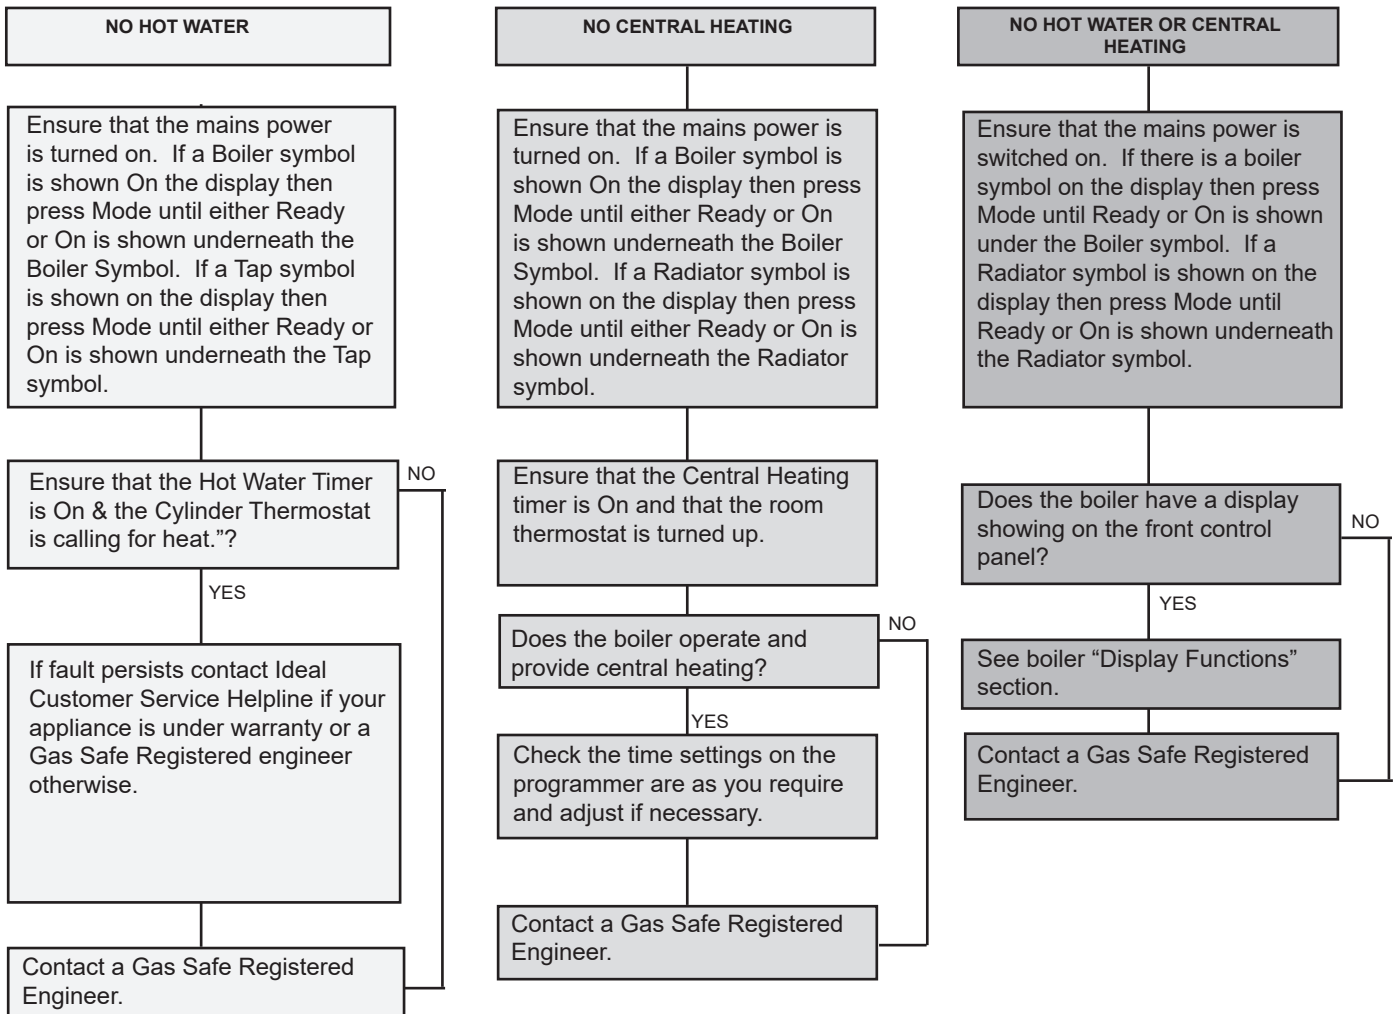 NO HOT WATER
Ensure that the mains power
is turned on.  If a Boiler symbol
is shown On the display then
press Mode until either Ready
or On is shown underneath the
Boiler Symbol.  If a Tap symbol
is shown on the display then
press Mode until either Ready or
On is shown underneath the Tap
symbol.
Ensure that the Hot Water Timer
is On & the Cylinder Thermostat
is calling for heat.”?
NO
YES
If fault persists contact Ideal
Customer Service Helpline if your
appliance is under warranty or a
Gas Safe Registered engineer
otherwise.
Contact a Gas Safe Registered
Engineer.
NO CENTRAL HEATING
Ensure that the mains power is
turned on.  If a Boiler symbol is
shown On the display then press
Mode until either Ready or On
is shown underneath the Boiler
Symbol.  If a Radiator symbol is
shown on the display then press
Mode until either Ready or On is
shown underneath the Radiator
symbol.
Ensure that the Central Heating
timer is On and that the room
thermostat is turned up.
Does the boiler operate and
provide central heating?
NO
YES
Check the time settings on the
programmer are as you require
and adjust if necessary.
Contact a Gas Safe Registered
Engineer.
NO HOT WATER OR CENTRAL
HEATING
Ensure that the mains power is
switched on.  If there is a boiler
symbol on the display then press
Mode until Ready or On is shown
under the Boiler symbol.  If a
Radiator symbol is shown on the
display then press Mode until
Ready or On is shown underneath
the Radiator symbol.
Does the boiler have a display
showing on the front control
panel?
NO
YES
See boiler “Display Functions”
section.
Contact a Gas Safe Registered
Engineer.